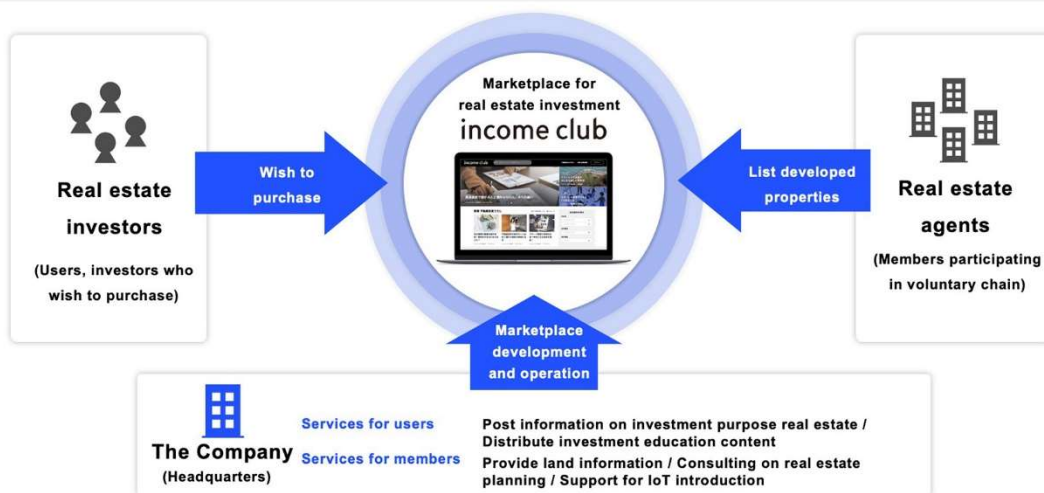 Marketplace for
real estate investment
income club
income club
Wish to
purchase
List developed
properties
Real estate
investors
(Users, investors who
wish to purchase)
Real estate
agents
(Members participating
in voluntary chain)
Marketplace
development
and operation
The Company
(Headquarters)
Services for users
Post information on investment purpose real estate /
Distribute investment education content
Services for members
Provide land information / Consulting on real estate
planning / Support for IoT introduction